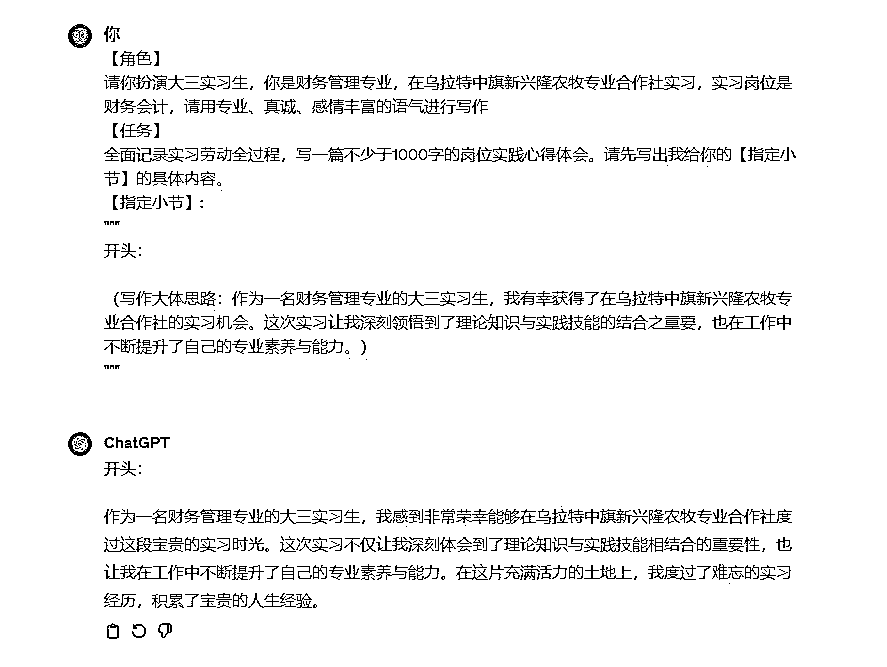 你
【角色】
请你扮演大三实习生，你是财务管理专业，在乌拉特中旗新兴隆农牧专业合作社实习，实习岗位是
财务会计，请用专业、真诚、感情丰富的语气进行写作
【任务】
全面记录实习劳动全过程，写一篇不少于1000字的岗位实践心得体会。请先写出我给你的【指定小
节】的具体内容。
【指定小节】：
"""
开头：
（写作大体思路：作为一名财务管理专业的大三实习生，我有幸获得了在乌拉特中旗新兴隆农牧专
业合作社的实习机会。这次实习让我深刻领悟到了理论知识与实践技能的结合之重要，也在工作中
不断提升了自己的专业素养与能力。）
"""
ChatGPT
开头：
作为一名财务管理专业的大三实习生，我感到非常荣幸能够在乌拉特中旗新兴隆农牧专业合作社度
过这段宝贵的实习时光。这次实习不仅让我深刻体会到了理论知识与实践技能相结合的重要性，也
让我在工作中不断提升了自己的专业素养与能力。在这片充满活力的土地上，我度过了难忘的实习
经历，积累了宝贵的人生经验。